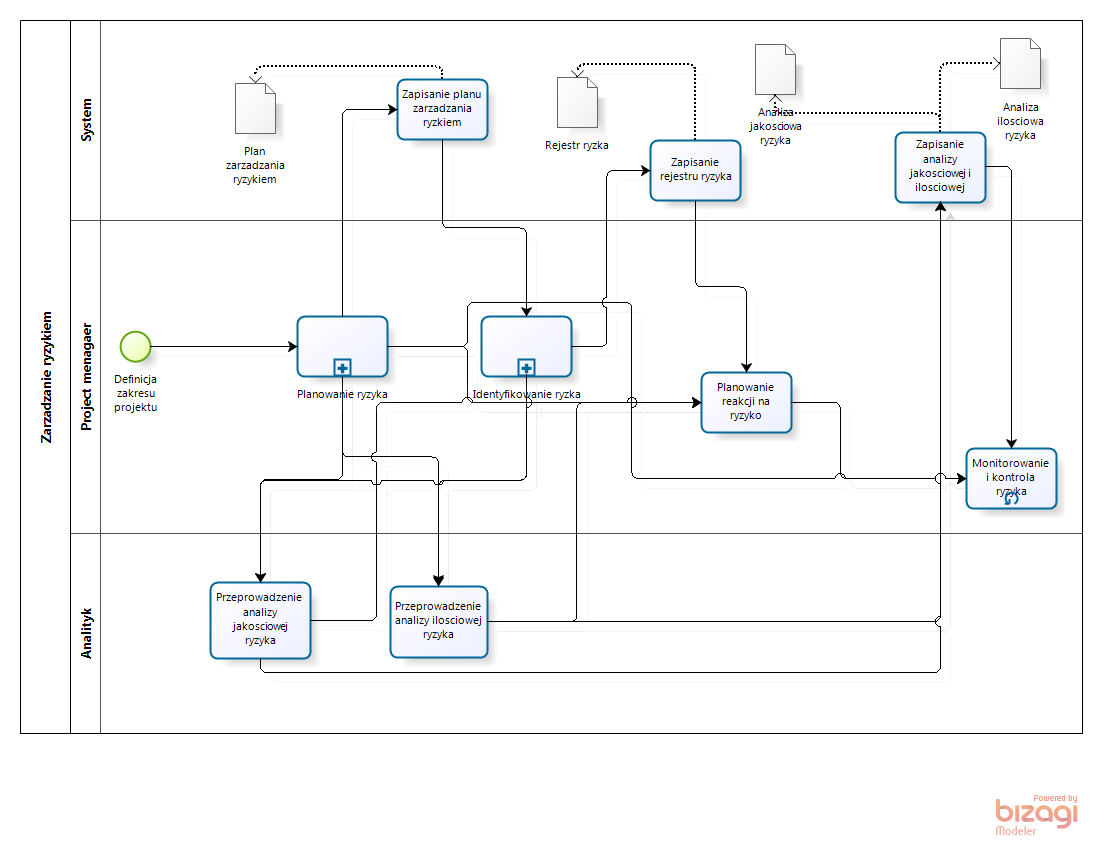 Zarzadzanie ryzykiem
System
Plan
zarzadzania
ryzykiem
Zapisanie planu
zarzadzania
ryzkiem
Rejestr ryzka
Zapisanie
rejestru ryzyka
Analiza
jakosciowa
ryzyka
Analiza
ilosciowa
ryzyka
Zapisanie
analizy
jakosciowej i
ilosciowej
Project menagaer
Definicja
zakresu
projektu
Planowanie ryzyka
Identyfikowanie ryzka
Planowanie
reakcji na
ryzyko
Monitorowanie
i kontrola
ryzyka
Analityk
Przeprowadzenie
analizy
jakosciowej
ryzyka
Przeprowadzenie
analizy ilosciowej
ryzyka
Powered by
bizagi
Modeler